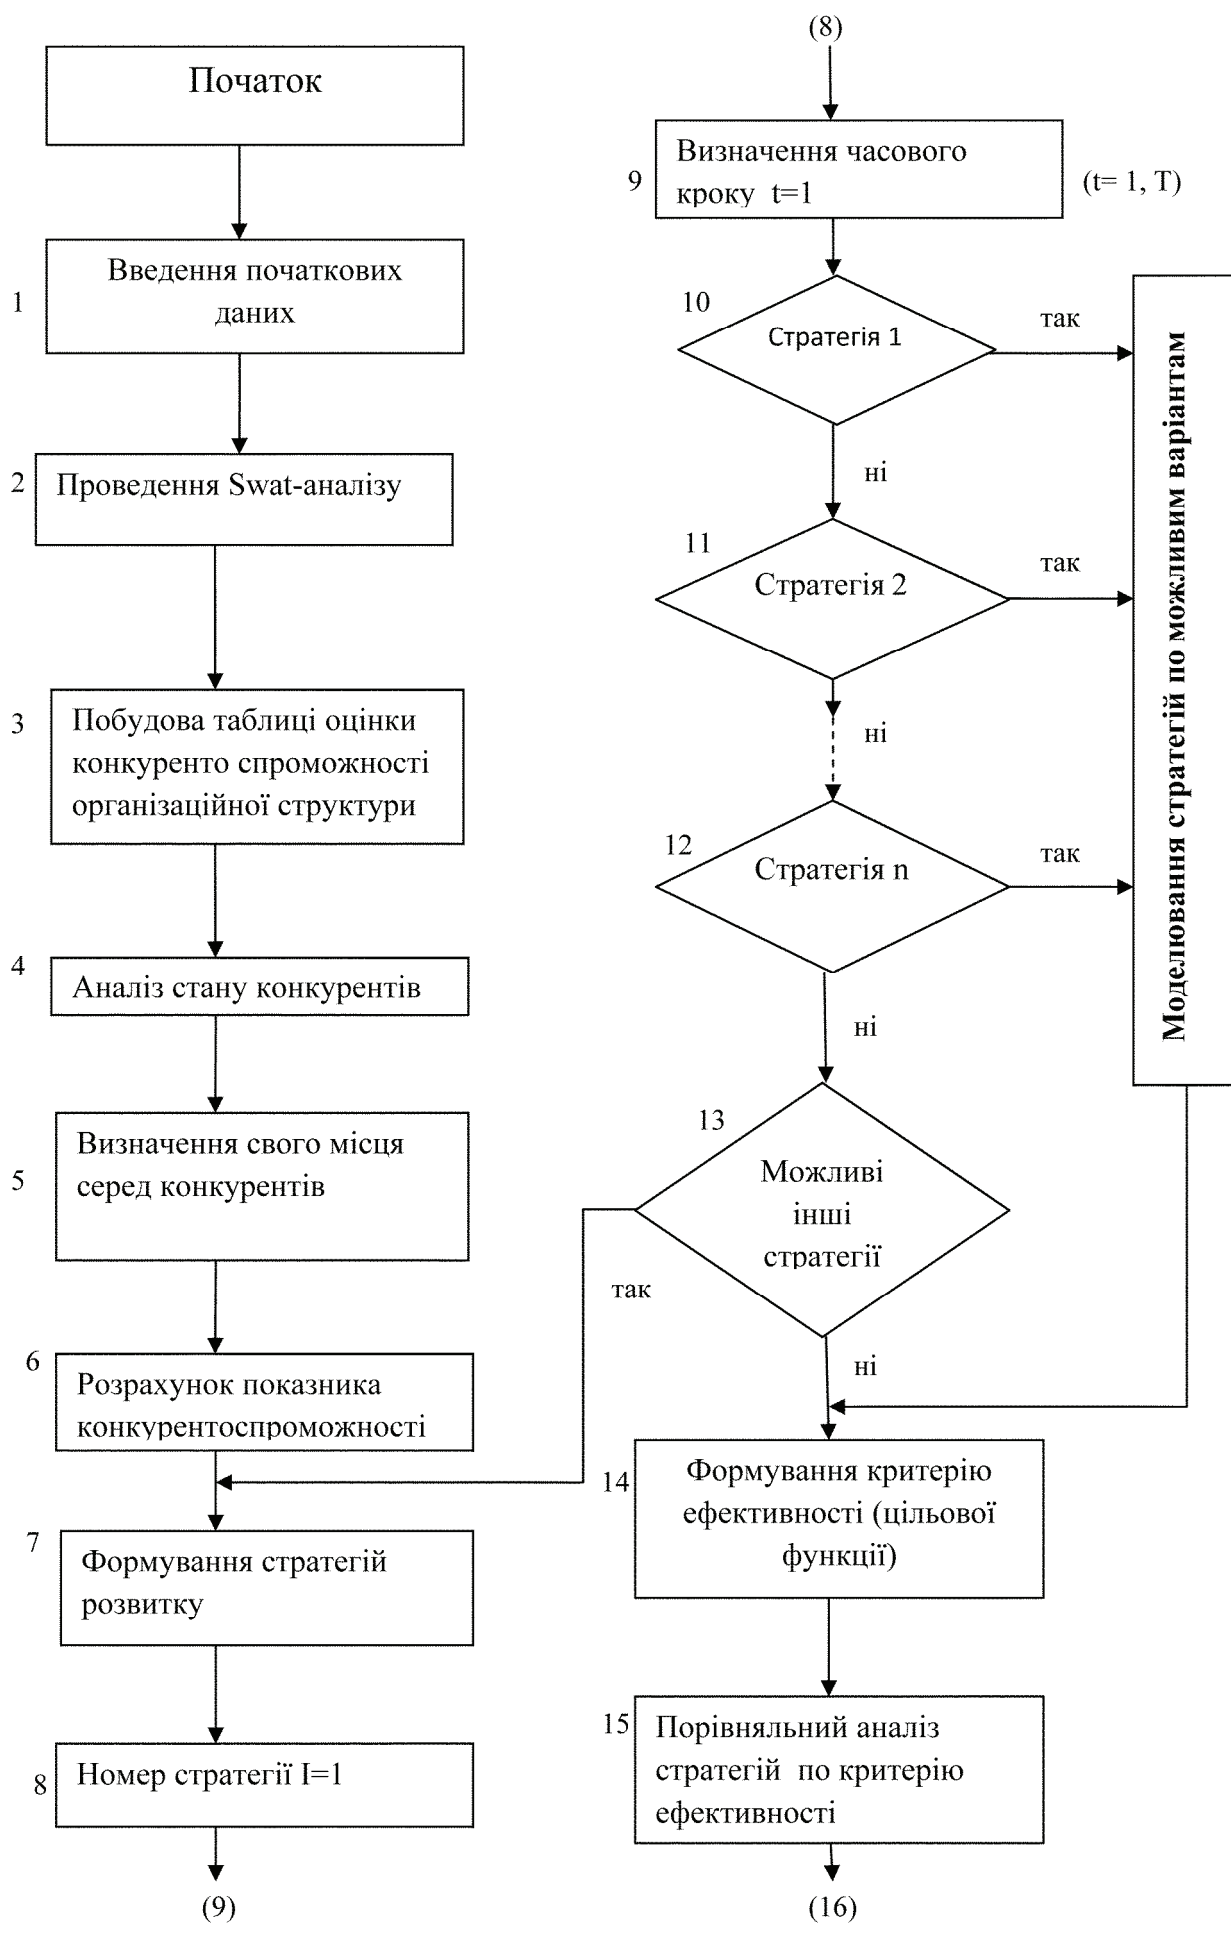 Початок
1
Введення початкових
даних
2
Проведення Swat-аналізу
3
Побудова таблиці оцінки
конкуренто спроможності
організаційної структури
4
Аналіз стану конкурентів
5
Визначення свого місця
серед конкурентів
6
Розрахунок показника
конкурентоспроможності
7
Формування стратегій
розвитку
8
Номер стратегії I=1
(9)
(8)
9
Визначення часового
кроку t=1
(t= 1, T)
10
Стратегія 1
так
ні
11
Стратегія 2
так
ні
12
Стратегія n
так
ні
Моделювання стратегій по можливим варіантам
13
Можливі
інші
стратегії
так
ні
14
Формування критерію
ефективності (цільової
функції)
15
Порівняльний аналіз
стратегій по критерію
ефективності
(16)